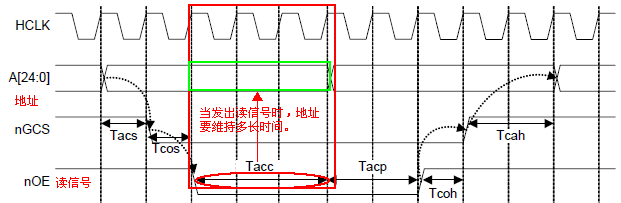 HCLK
A[24:0]
地址
当发出读信号时，地址
要维持多长时间。
nGCS
Tacs
Tcos
Tacc
Tacp
Tcoh
Tcah
nOE
读信号